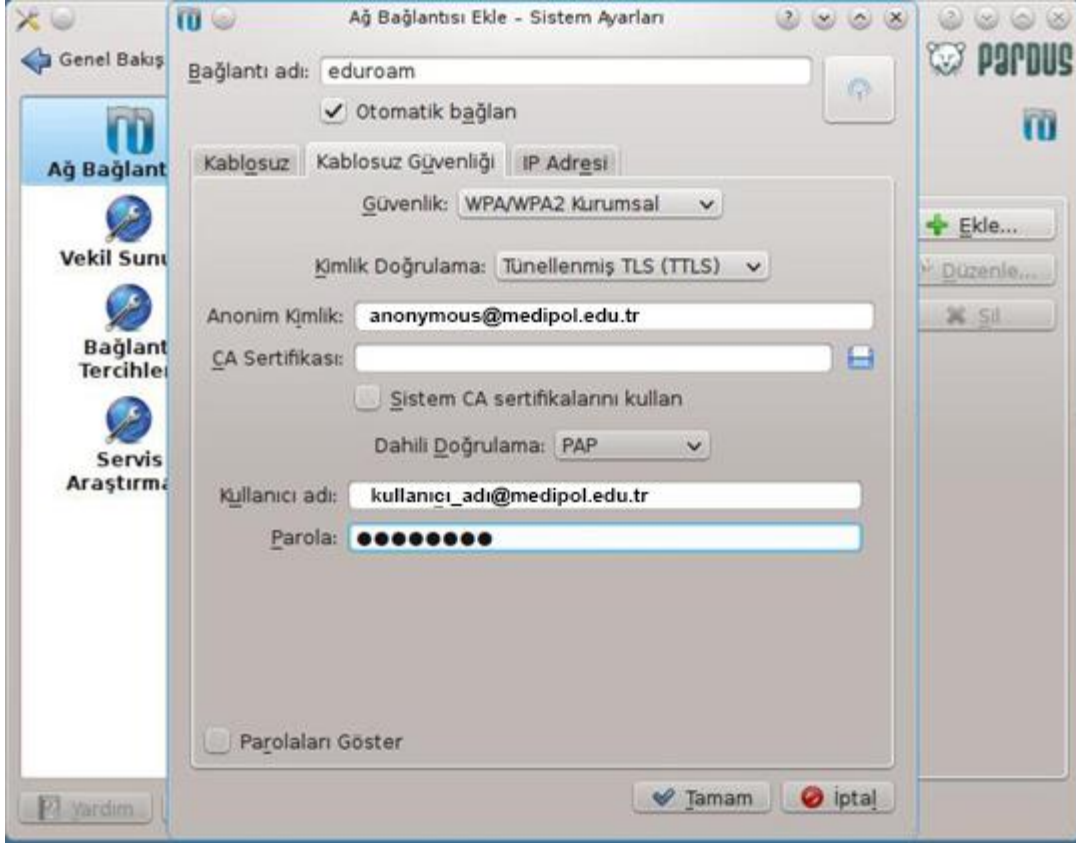 Ağ Bağlantısı Ekle – Sistem Ayarları
Genel Bakış
PARDUS
Bağlantı adı: eduroam
Otomatik bağlan
Kablosuz Kablosuz Güvenliği IP Adresi
Ağ Bağlant
Vekil Sunu
Bağlant
Tercihle
Servis
Araştırma
Güvenlik: WPA/WPA2 Kurumsal
Kimlik Doğrulama: Tünellenmiş TLS (TTLS)
Anonim Kimlik: anonymous@medipol.edu.tr
CA Sertifikası:
Sistem CA sertifikalarını kullan
Dahili Doğrulama: PAP
Kullanıcı adı: kullanıcı_adı@medipol.edu.tr
Parola: ●●●●●●●●
Parolaları Göster
Ekle...
Düzenle...
Sil
Yardım
Tamam İptal